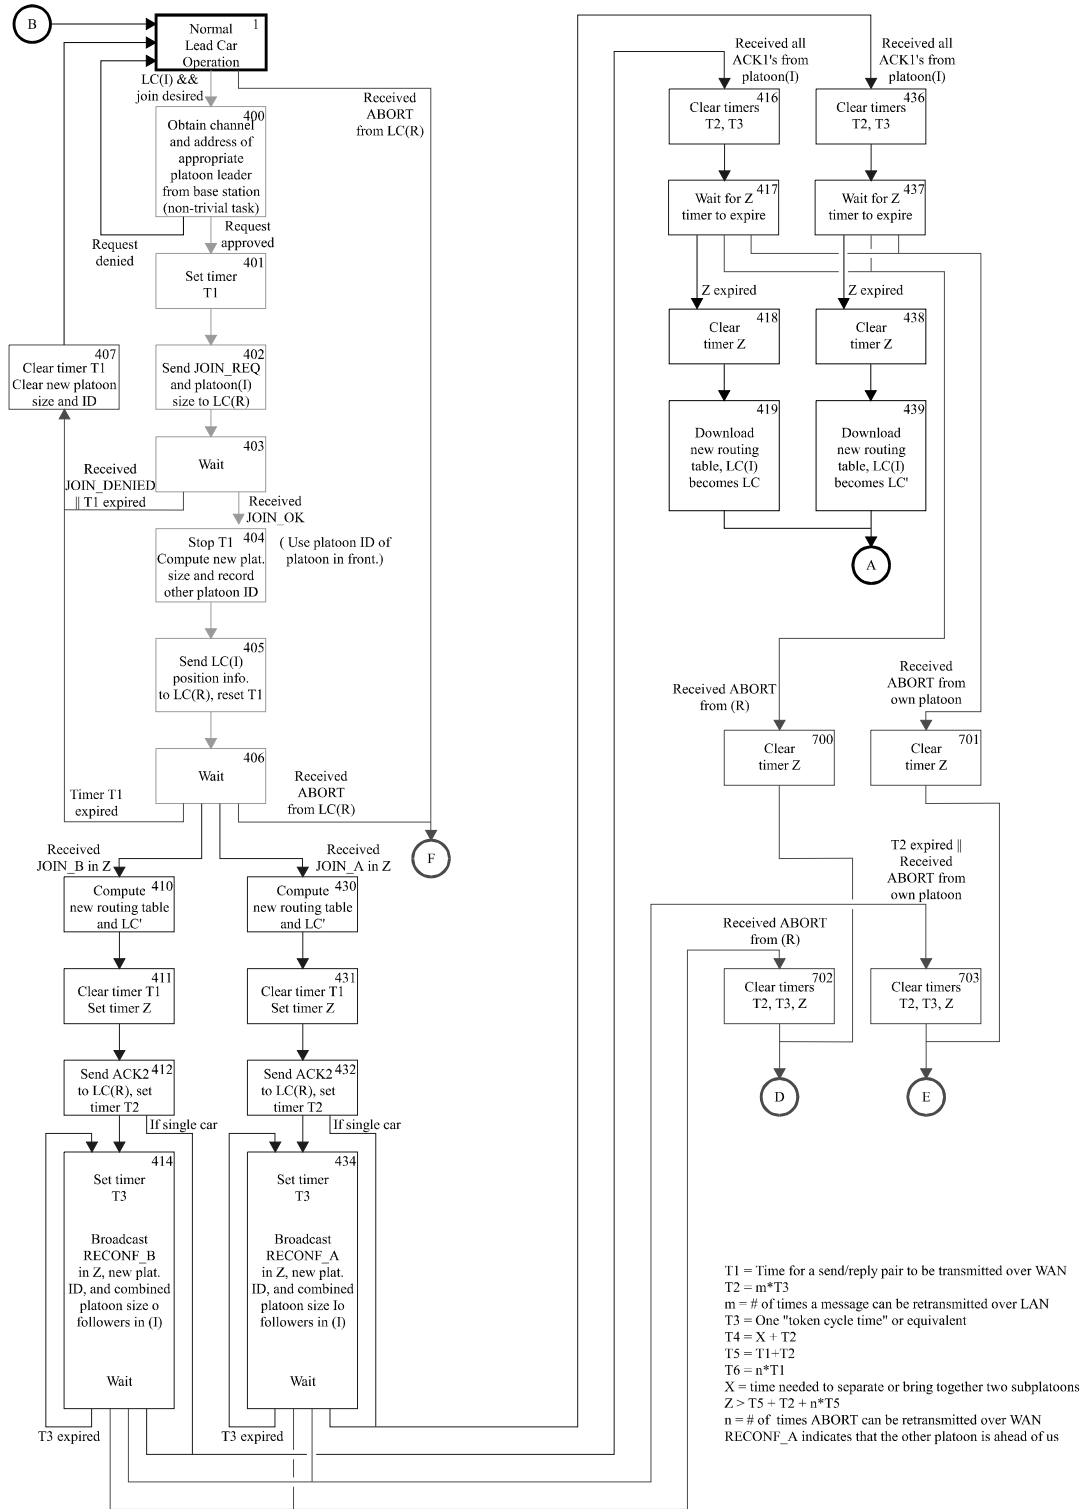 B
1
Normal
Lead Car
Operation
LC(I) &&
join desired
Received
ABORT
from LC(R)
400
Obtain channel
and address of
appropriate
platoon leader
from base station
(non-trivial task)
Request
denied
Request
approved
401
Set timer
T1
407
Clear timer T1
Clear new platoon
size and ID
402
Send JOIN_REQ
and platoon(I)
size to LC(R)
403
Wait
Received
JOIN_DENIED
|| T1 expired
Received
JOIN_OK
404
Stop T1
Compute new plat.
size and record
other platoon ID
( Use platoon ID of
platoon in front.)
405
Send LC(I)
position info.
to LC(R), reset T1
406
Wait
Timer T1
expired
Received
ABORT
from LC(R)
F
Received
JOIN_B in Z
Received
JOIN_A in Z
410
Compute
new routing table
and LC'
430
Compute
new routing table
and LC'
411
Clear timer T1
Set timer Z
431
Clear timer T1
Set timer Z
412
Send ACK2
to LC(R), set
timer T2
432
Send ACK2
to LC(R), set
timer T2
If single car
If single car
414
Set timer
T3
Broadcast
RECONF_B
in Z, new plat.
ID, and combined
platoon size o
followers in (I)
Wait
434
Set timer
T3
Broadcast
RECONF_A
in Z, new plat.
ID, and combined
platoon size Io
followers in (I)
Wait
T3 expired
T3 expired
Received all
ACK1's from
platoon(I)
Received all
ACK1's from
platoon(I)
416
Clear timers
T2, T3
436
Clear timers
T2, T3
417
Wait for Z
timer to expire
437
Wait for Z
timer to expire
Z expired
Z expired
418
Clear
timer Z
438
Clear
timer Z
419
Download
new routing
table, LC(I)
becomes LC
439
Download
new routing
table, LC(I)
becomes LC'
A
Received ABORT
from (R)
Received
ABORT from
own platoon
700
Clear
timer Z
701
Clear
timer Z
T2 expired ||
Received
ABORT from
own platoon
Received ABORT
from (R)
702
Clear timers
T2, T3, Z
703
Clear timers
T2, T3, Z
D
E
T1 = Time for a send/reply pair to be transmitted over WAN
T2 = m*T3
m = # of times a message can be retransmitted over LAN
T3 = One "token cycle time" or equivalent
T4 = X + T2
T5 = T1+T2
T6 = n*T1
X = time needed to separate or bring together two subplatoons
Z > T5 + T2 + n*T5
n = # of times ABORT can be retransmitted over WAN
RECONF_A indicates that the other platoon is ahead of us